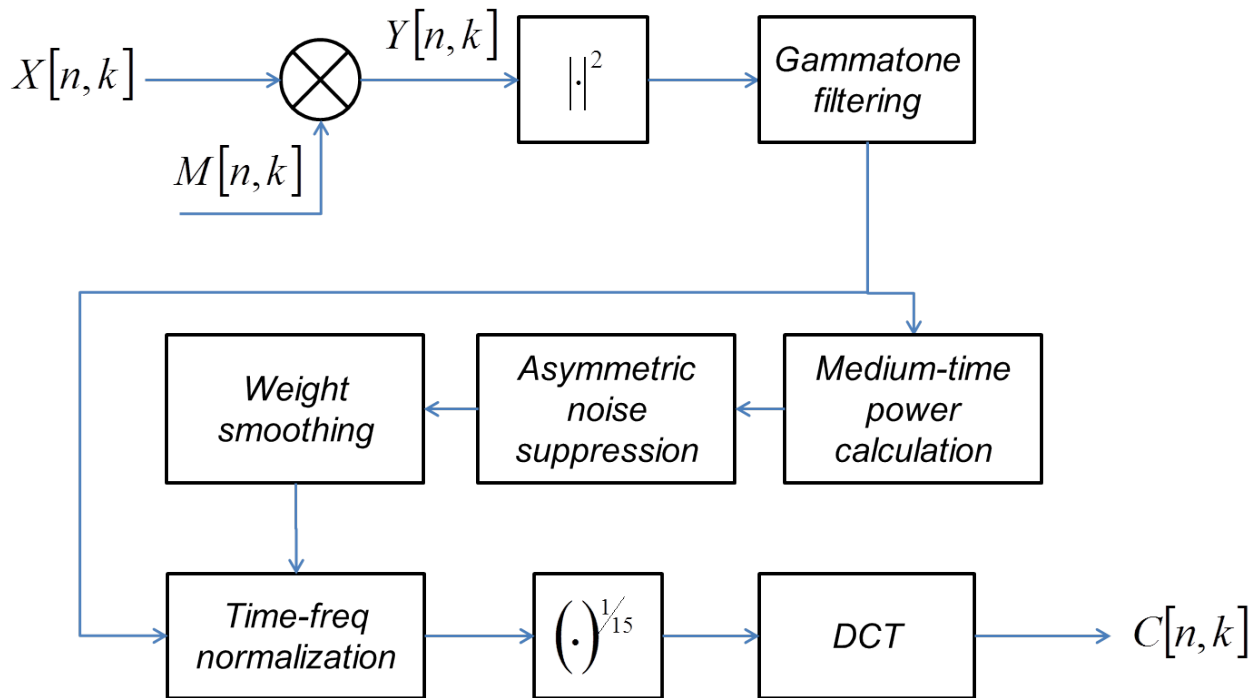 X[n,k]
Y[n,k]
|·|²
Gammatone
filtering
M[n,k]
Weight
smoothing
Asymmetric
noise
suppression
Medium-time
power
calculation
Time-freq
normalization
(.)^1/15
DCT
C[n,k]